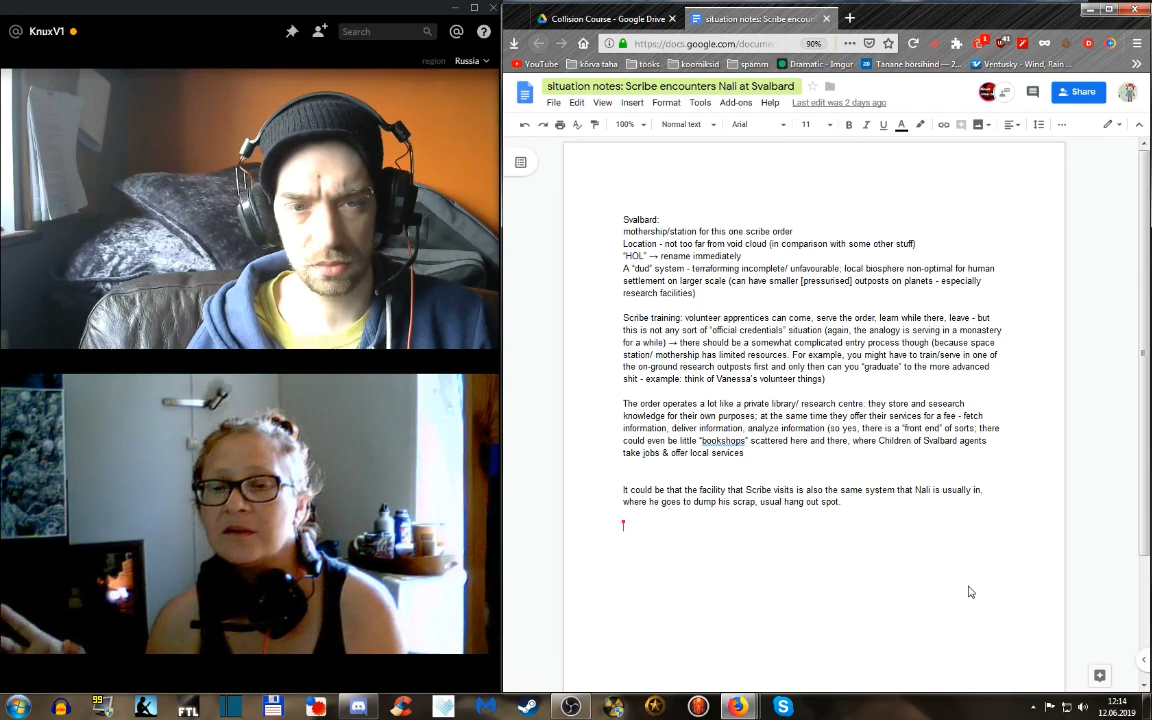 KnuxV1
Search
region Russia
Collision Course - Google Drive
situation notes: Scribe encount
https://docs.google.com/docume
90%
41
1
YouTube
kõrva taha
tööks
koomiksid
spämm
Dramatic - Imgur
Tänane börsihind — 2...
Ventusky - Wind, Rain ...
situation notes: Scribe encounters Nali at Svalbard
File Edit View Insert Format Tools Add-ons Help Last edit was 2 days ago
Share
100% Normal text Arial 11 B I U A
Svalbard:
mothership/station for this one scribe order
Location - not too far from void cloud (in comparison with some other stuff)
"HOL" → rename immediately
A "dud" system - terraforming incomplete/ unfavourable; local biosphere non-optimal for human
settlement on larger scale (can have smaller [pressurised] outposts on planets - especially
research facilities)
Scribe training: volunteer apprentices can come, serve the order, learn while there, leave - but
this is not any sort of "official credentials" situation (again, the analogy is serving in a monastery
for a while) → there should be a somewhat complicated entry process though (because space
station/ mothership has limited resources. For example, you might have to train/serve in one of
the on-ground research outposts first and only then can you "graduate" to the more advanced
shit - example: think of Vanessa's volunteer things)
The order operates a lot like a private library/ research centre: they store and sesearch
knowledge for their own purposes; at the same time they offer their services for a fee - fetch
information, deliver information, analyze information (so yes, there is a "front end" of sorts; there
could even be little "bookshops" scattered here and there, where Children of Svalbard agents
take jobs & offer local services
It could be that the facility that Scribe visits is also the same system that Nali is usually in,
where he goes to dump his scrap, usual hang out spot.
99
FTL
12:14
12.06.2019